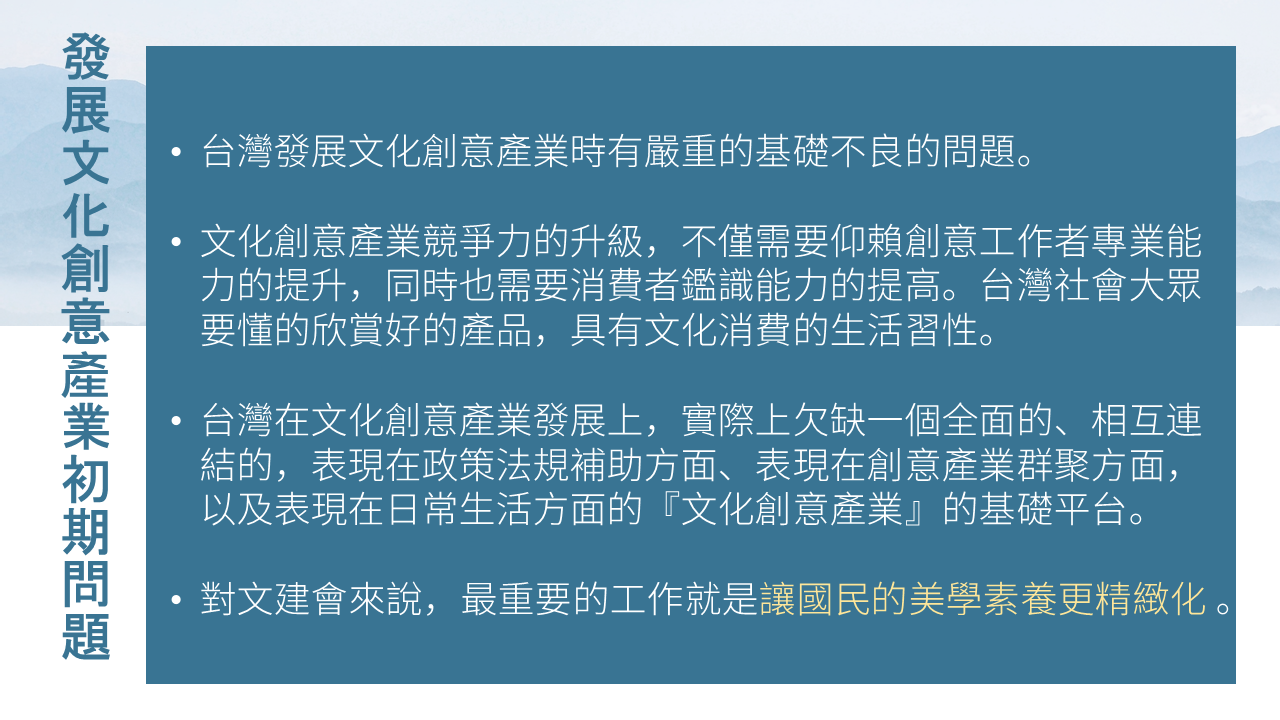 發展文化創意產業初期問題
• 台灣發展文化創意產業時有嚴重的基礎不良的問題。
• 文化創意產業競爭力的升級，不僅需要仰賴創意工作者專業能
力的提升，同時也需要消費者鑑識能力的提高。台灣社會大眾
要懂的欣賞好的產品，具有文化消費的生活習性。
• 台灣在文化創意產業發展上，實際上欠缺一個全面的、相互連
結的，表現在政策法規補助方面、表現在創意產業群聚方面，
以及表現在日常生活方面的『文化創意產業』的基礎平台。
• 對文建會來說，最重要的工作就是讓國民的美學素養更精緻化 。